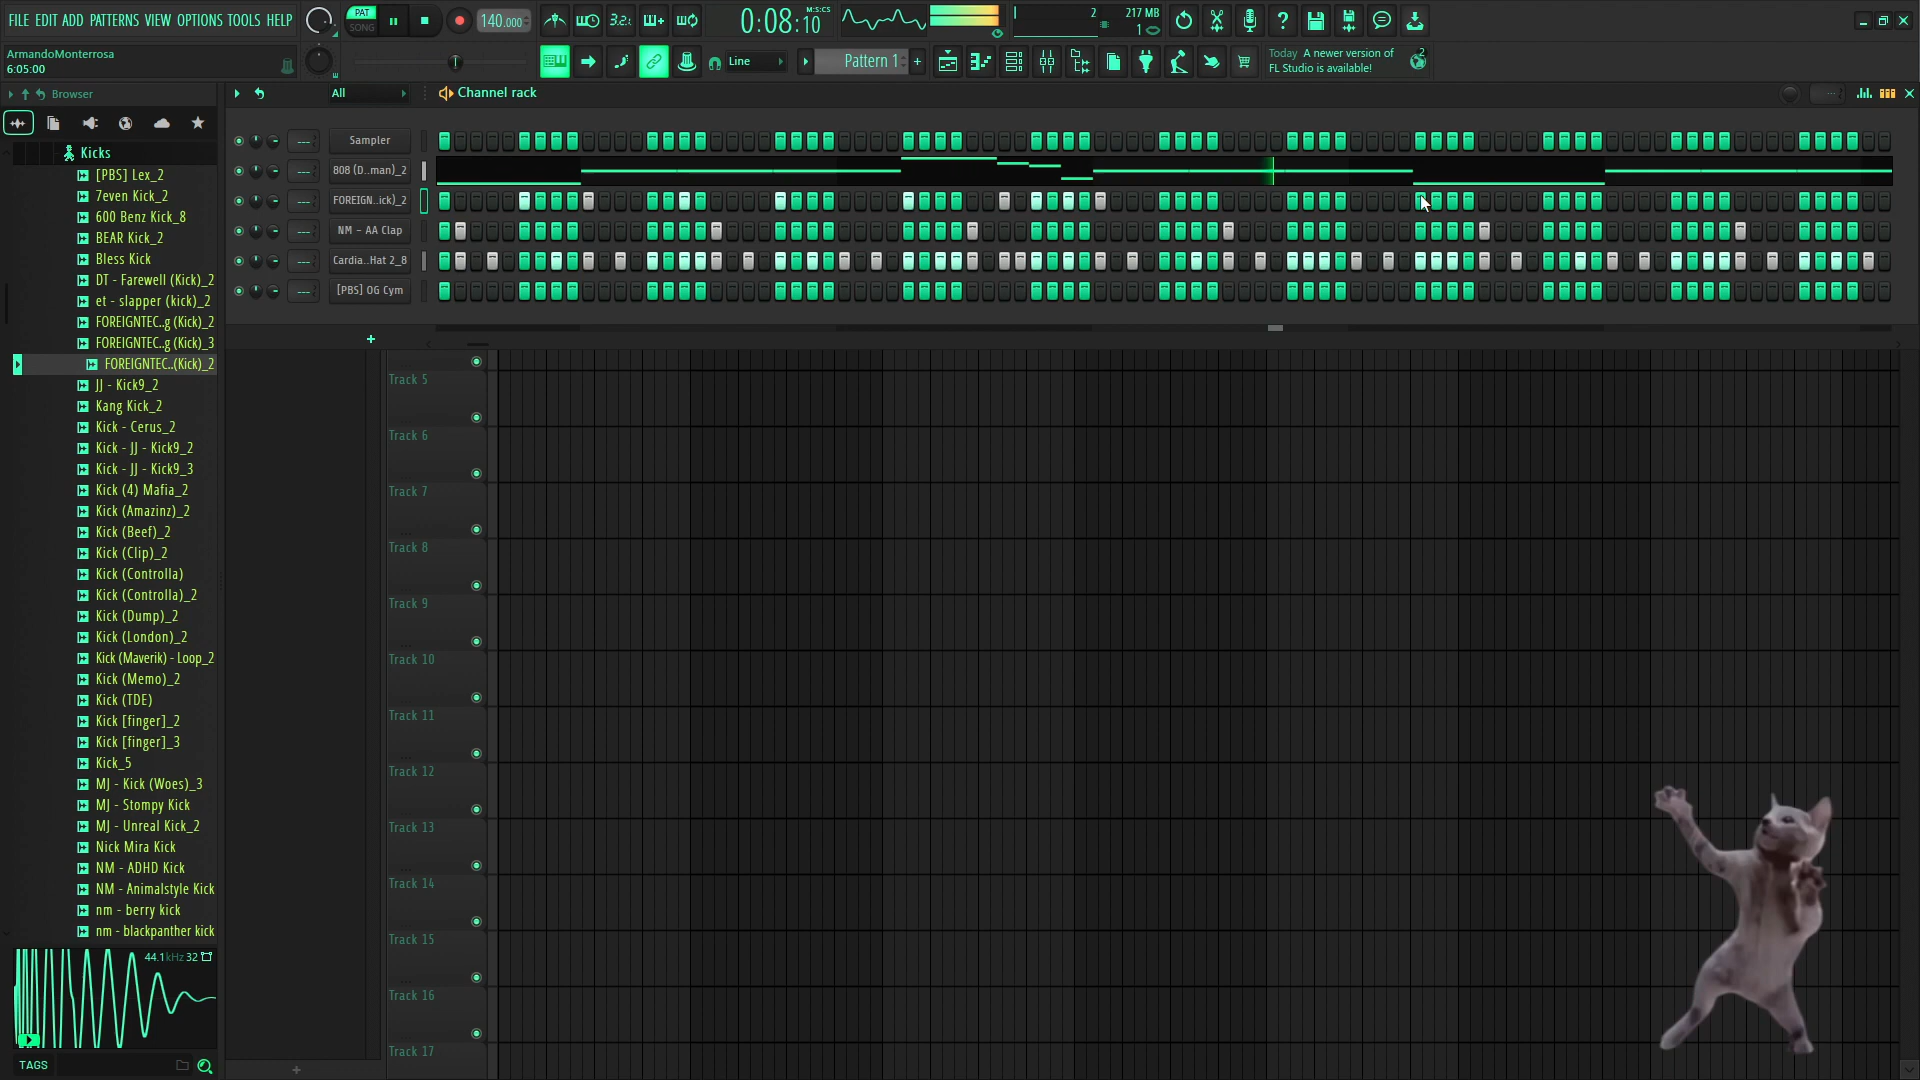 FILE EDIT ADD PATTERNS VIEW OPTIONS TOOLS HELP
PAT
SONG
140.000
3.2.
0:08:10
M:S:CS
2
217 MB
1
ArmandoMonterrosa
6:05:00
Line
Pattern 1
+
Today A newer version of
FL Studio is available!
2
Browser
All
Channel rack
Kicks
[PBS] Lex_2
7even Kick_2
600 Benz Kick_8
BEAR Kick_2
Bless Kick
DT - Farewell (Kick)_2
et - slapper (kick)_2
FOREIGNTEC..g (Kick)_2
FOREIGNTEC..g (Kick)_3
FOREIGNTEC..(Kick)_2
JJ - Kick9_2
Kang Kick_2
Kick - Cerus_2
Kick - JJ - Kick9_2
Kick - JJ - Kick9_3
Kick (4) Mafia_2
Kick (Amazinz)_2
Kick (Beef)_2
Kick (Clip)_2
Kick (Controlla)
Kick (Controlla)_2
Kick (Dump)_2
Kick (London)_2
Kick (Maverik) - Loop_2
Kick (Memo)_2
Kick (TDE)
Kick [finger]_2
Kick [finger]_3
Kick_5
MJ - Kick (Woes)_3
MJ - Stompy Kick
MJ - Unreal Kick_2
Nick Mira Kick
NM - ADHD Kick
NM - Animalstyle Kick
nm - berry kick
nm - blackpanther kick
44.1kHz 32
TAGS
--- Sampler
--- 808 (D..man)_2
--- FOREIGN..ick)_2
--- NM - AA Clap
--- Cardia...Hat 2_8
--- [PBS] OG Cym
+
Track 5
Track 6
Track 7
Track 8
Track 9
Track 10
Track 11
Track 12
Track 13
Track 14
Track 15
Track 16
Track 17
+